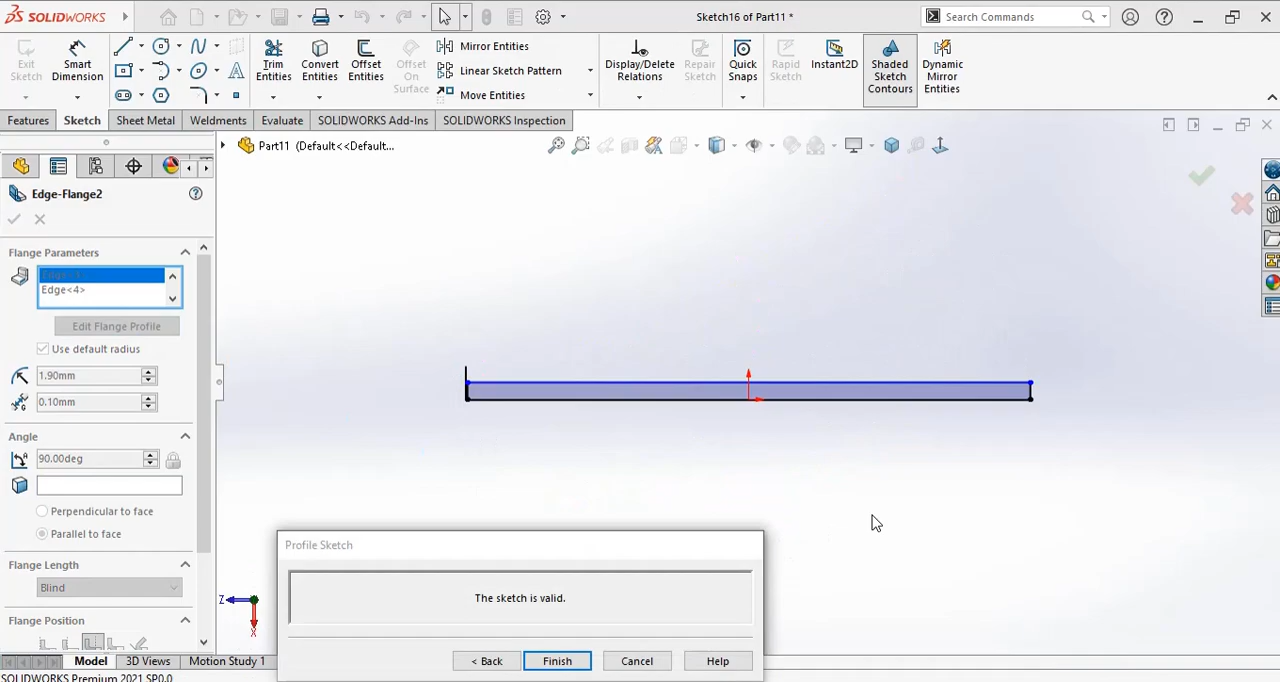 SOLIDWORKS
Sketch16 of Part11 *
Search Commands
Exit Sketch
Smart Dimension
Trim Entities
Convert Entities
Offset Entities
Offset On Surface
Mirror Entities
Linear Sketch Pattern
Move Entities
Display/Delete Relations
Repair Sketch
Quick Snaps
Rapid Sketch
Instant2D
Shaded Sketch Contours
Dynamic Mirror Entities
Features
Sketch
Sheet Metal
Weldments
Evaluate
SOLIDWORKS Add-Ins
SOLIDWORKS Inspection
Part11 (Default<<Default...
Edge-Flange2
Flange Parameters
Edge<4>
Edit Flange Profile
Use default radius
1.90mm
0.10mm
Angle
90.00deg
Perpendicular to face
Parallel to face
Flange Length
Blind
Flange Position
Z
X
Profile Sketch
The sketch is valid.
< Back
Finish
Cancel
Help
Model
3D Views
Motion Study 1
SOLIDWORKS Premium 2021 SP0.0